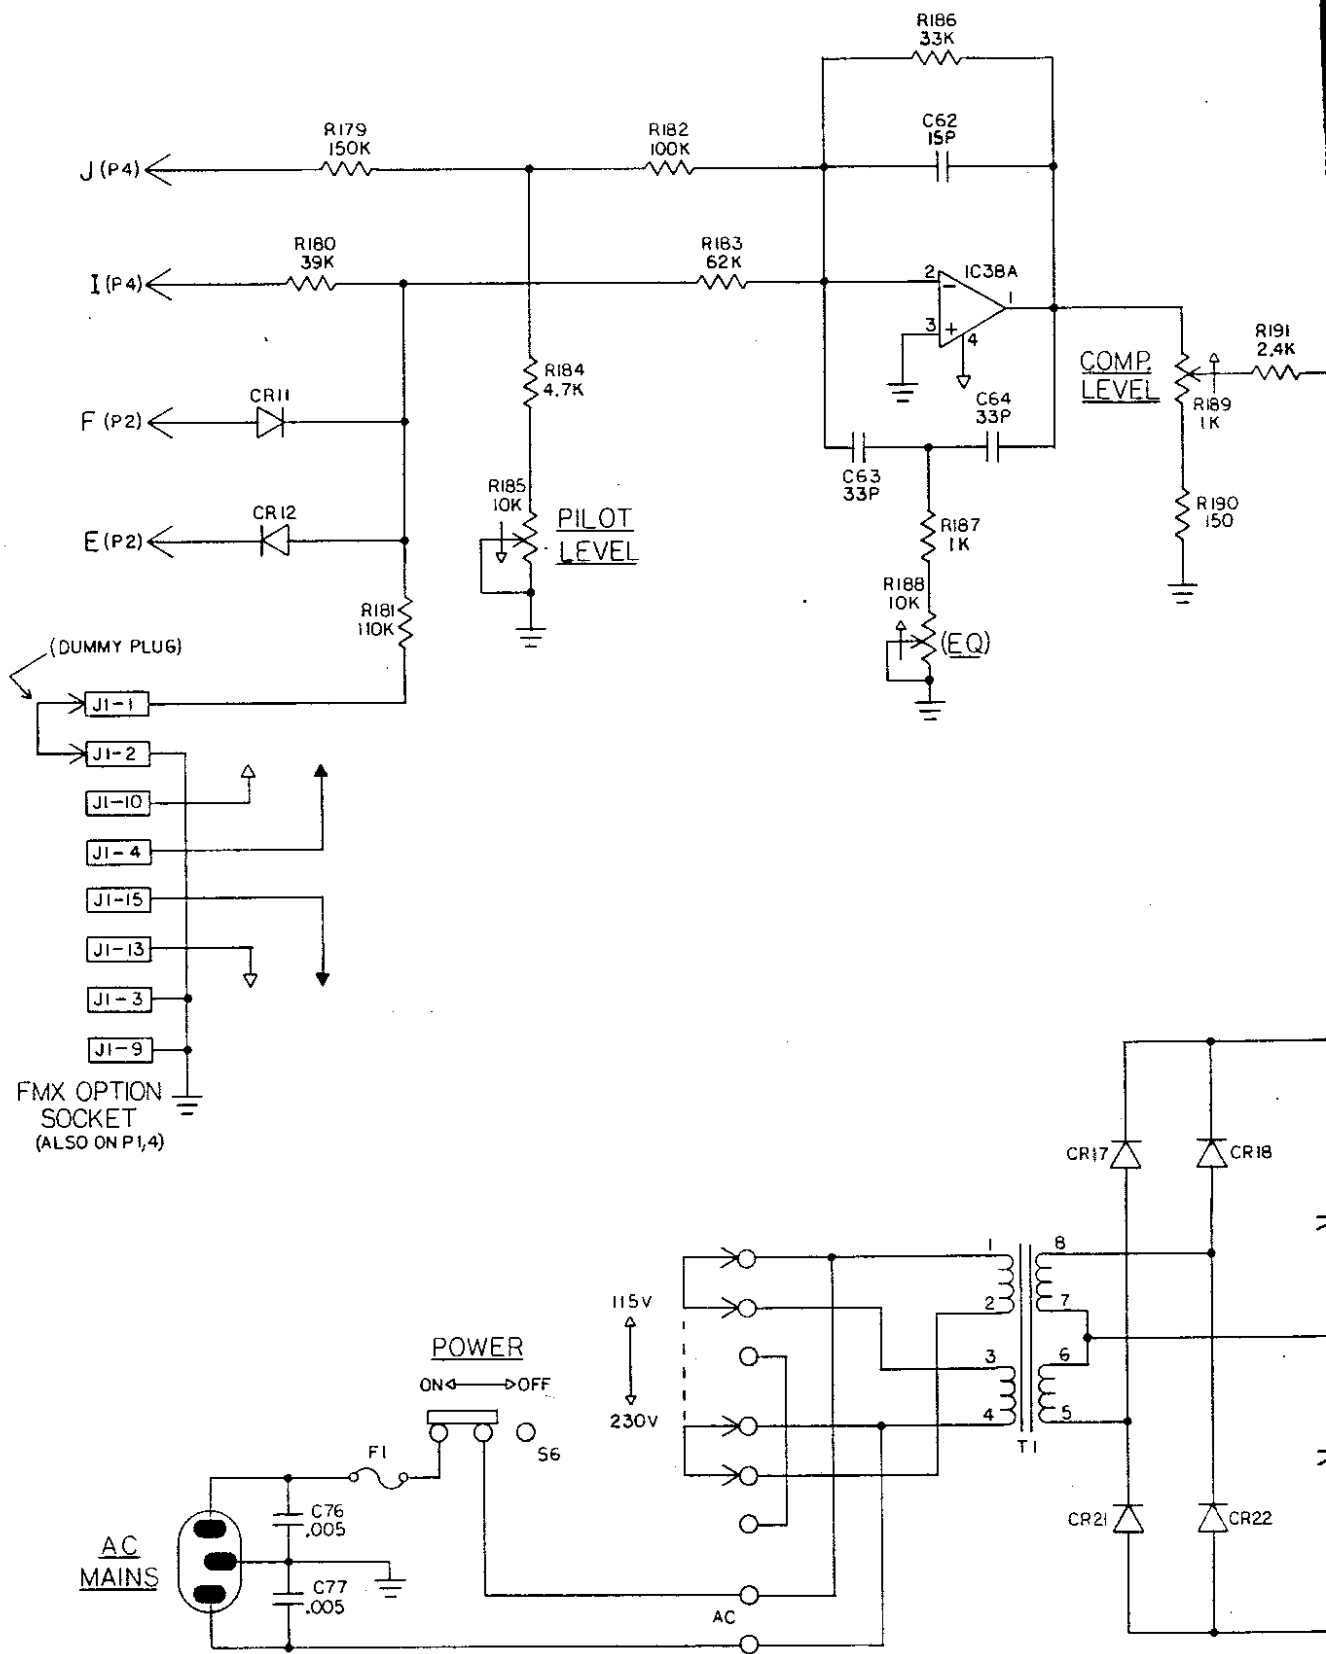 R186
33K
C62
15P
R179
150K
R182
100K
J (P4)
R180
39K
R183
62K
I (P4)
2
IC38A
-
1
3
+
4
R191
2.4K
COMP.
LEVEL
R189
1K
R184
4.7K
CR11
F (P2)
C64
33P
C63
33P
R185
10K
PILOT
LEVEL
CR12
E (P2)
R190
150
R187
1K
R188
10K
(EQ)
R181
110K
(DUMMY PLUG)
J1-1
J1-2
J1-10
J1-4
J1-15
J1-13
J1-3
J1-9
FMX OPTION
SOCKET
(ALSO ON P1,4)
CR17
CR18
1
8
115V
2
7
POWER
3
6
ON
OFF
230V
4
5
T1
S6
F1
C76
.005
CR21
CR22
AC
MAINS
C77
.005
AC